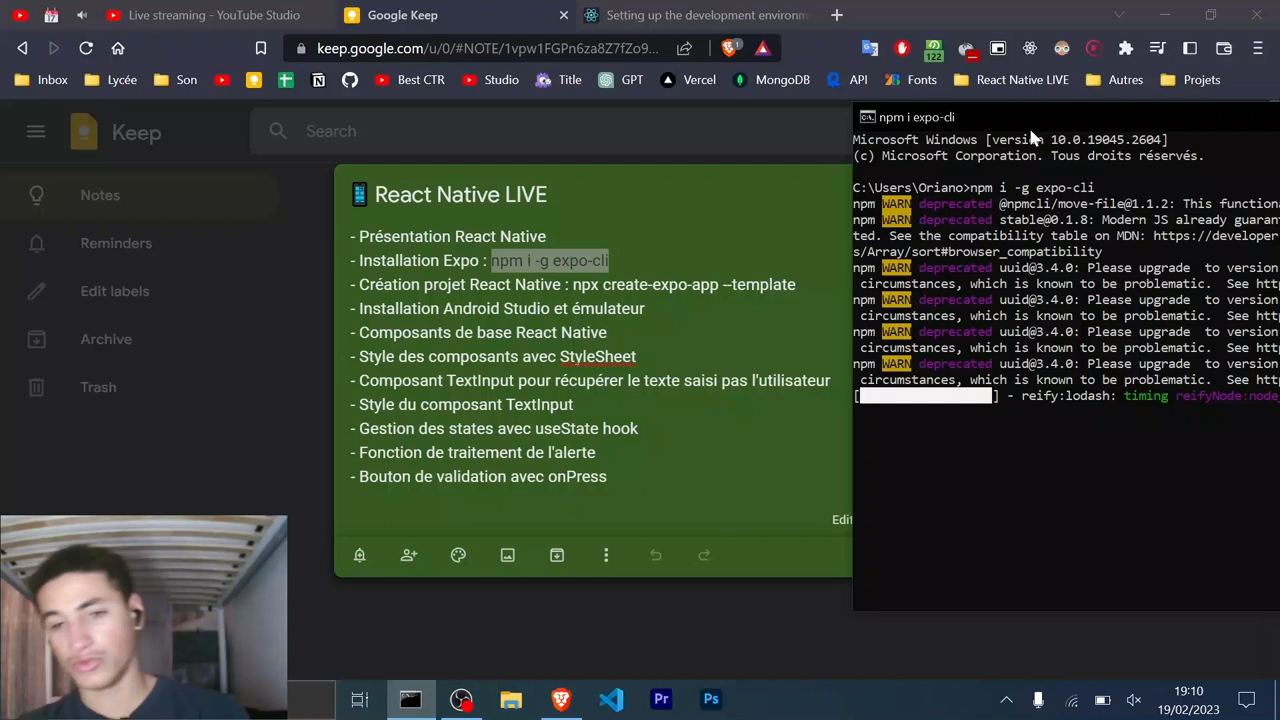 Live streaming - YouTube Studio
Google Keep
Setting up the development environm
keep.google.com/u/0/#NOTE/1vpw1FGPn6za8Z7fZo9...
1
122
Inbox
Lycée
Son
Best CTR
Studio
Title
GPT
Vercel
MongoDB
API
Fonts
React Native LIVE
Autres
Projets
Keep
Search
Notes
Reminders
Edit labels
Archive
Trash
React Native LIVE
- Présentation React Native
- Installation Expo : npm i -g expo-cli
- Création projet React Native : npx create-expo-app --template
- Installation Android Studio et émulateur
- Composants de base React Native
- Style des composants avec StyleSheet
- Composant TextInput pour récupérer le texte saisi pas l'utilisateur
- Style du composant TextInput
- Gestion des states avec useState hook
- Fonction de traitement de l'alerte
- Bouton de validation avec onPress
Edit
npm i expo-cli
Microsoft Windows [version 10.0.19045.2604]
(c) Microsoft Corporation. Tous droits réservés.
C:\Users\Oriano>npm i -g expo-cli
npm WARN deprecated @npmcli/move-file@1.1.2: This functiona
npm WARN deprecated stable@0.1.8: Modern JS already guarant
ted. See the compatibility table on MDN: https://developer
s/Array/sort#browser_compatibility
npm WARN deprecated uuid@3.4.0: Please upgrade to version
circumstances, which is known to be problematic. See http
npm WARN deprecated uuid@3.4.0: Please upgrade to version
circumstances, which is known to be problematic. See http
npm WARN deprecated uuid@3.4.0: Please upgrade to version
circumstances, which is known to be problematic. See http
npm WARN deprecated uuid@3.4.0: Please upgrade to version
circumstances, which is known to be problematic. See http
[ ] - reify:lodash: timing reifyNode:node_
Pr
Ps
19:10
19/02/2023